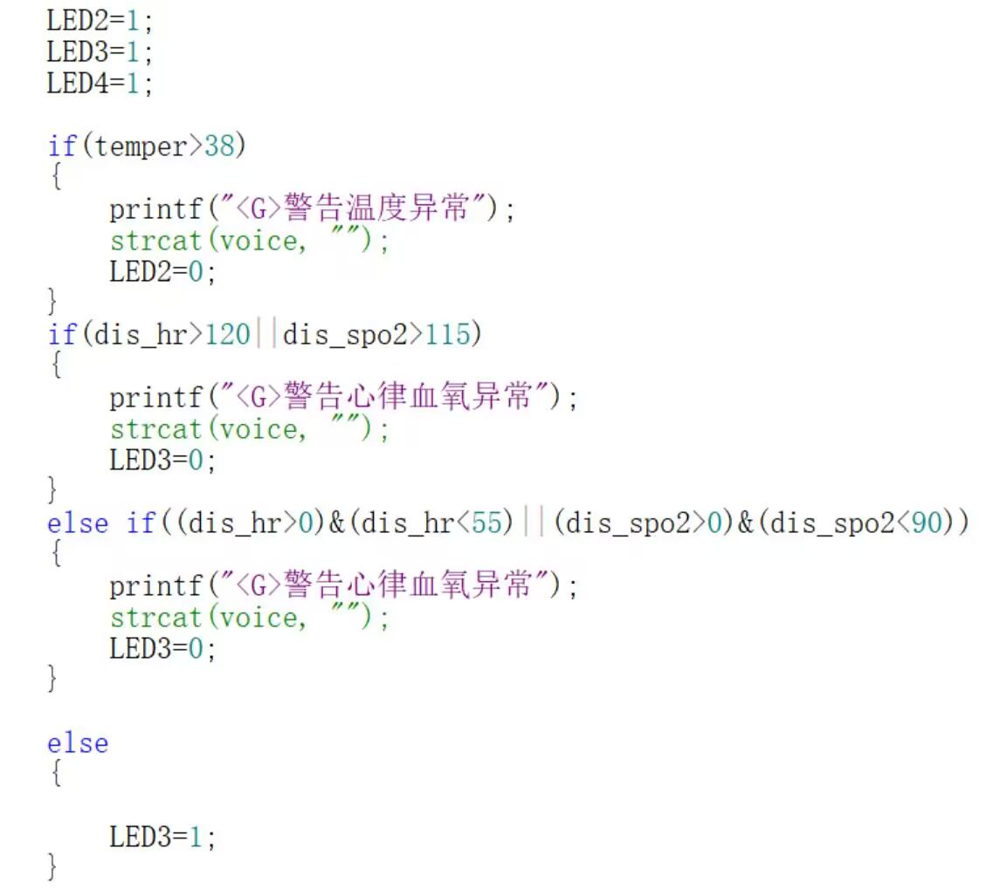 LED2=1;
LED3=1;
LED4=1;
if(temper>38)
{
printf("<G>警告温度异常");
strcat(voice, "");
LED2=0;
}
if(dis_hr>120||dis_spo2>115)
{
printf("<G>警告心律血氧异常");
strcat(voice, "");
LED3=0;
}
else if((dis_hr>0)&(dis_hr<55)||(dis_spo2>0)&(dis_spo2<90))
{
printf("<G>警告心律血氧异常");
strcat(voice, "");
LED3=0;
}
else
{
LED3=1;
}